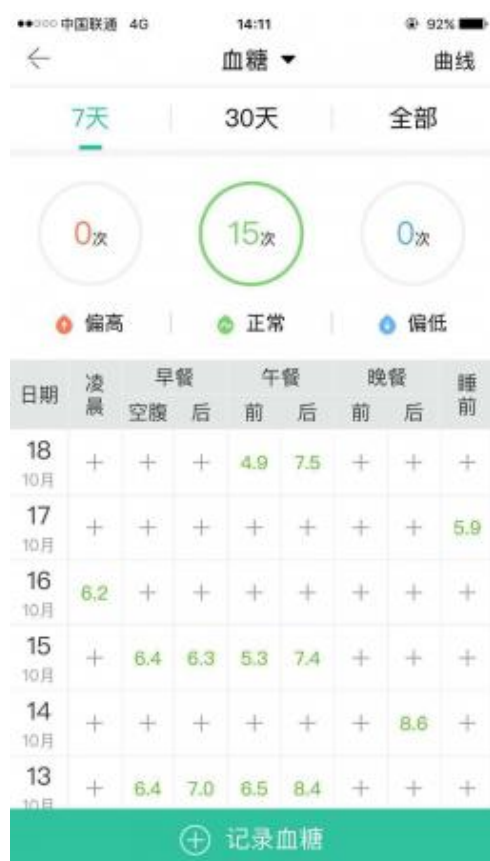 中国联通 4G 14:11 92%
血糖 曲线
7天 30天 全部
0次 15次 0次
偏高 正常 偏低
日期 凌晨 早餐 午餐 晚餐 睡前
空腹 后 前 后 前 后
18 + + + 4.9 7.5 + + +
10月
17 + + + + + + + 5.9
10月
16 6.2 + + + + + + +
10月
15 + 6.4 6.3 5.3 7.4 + + +
10月
14 + + + + + + 8.6 +
10月
13 + 6.4 7.0 6.5 8.4 + + +
10月
记录血糖